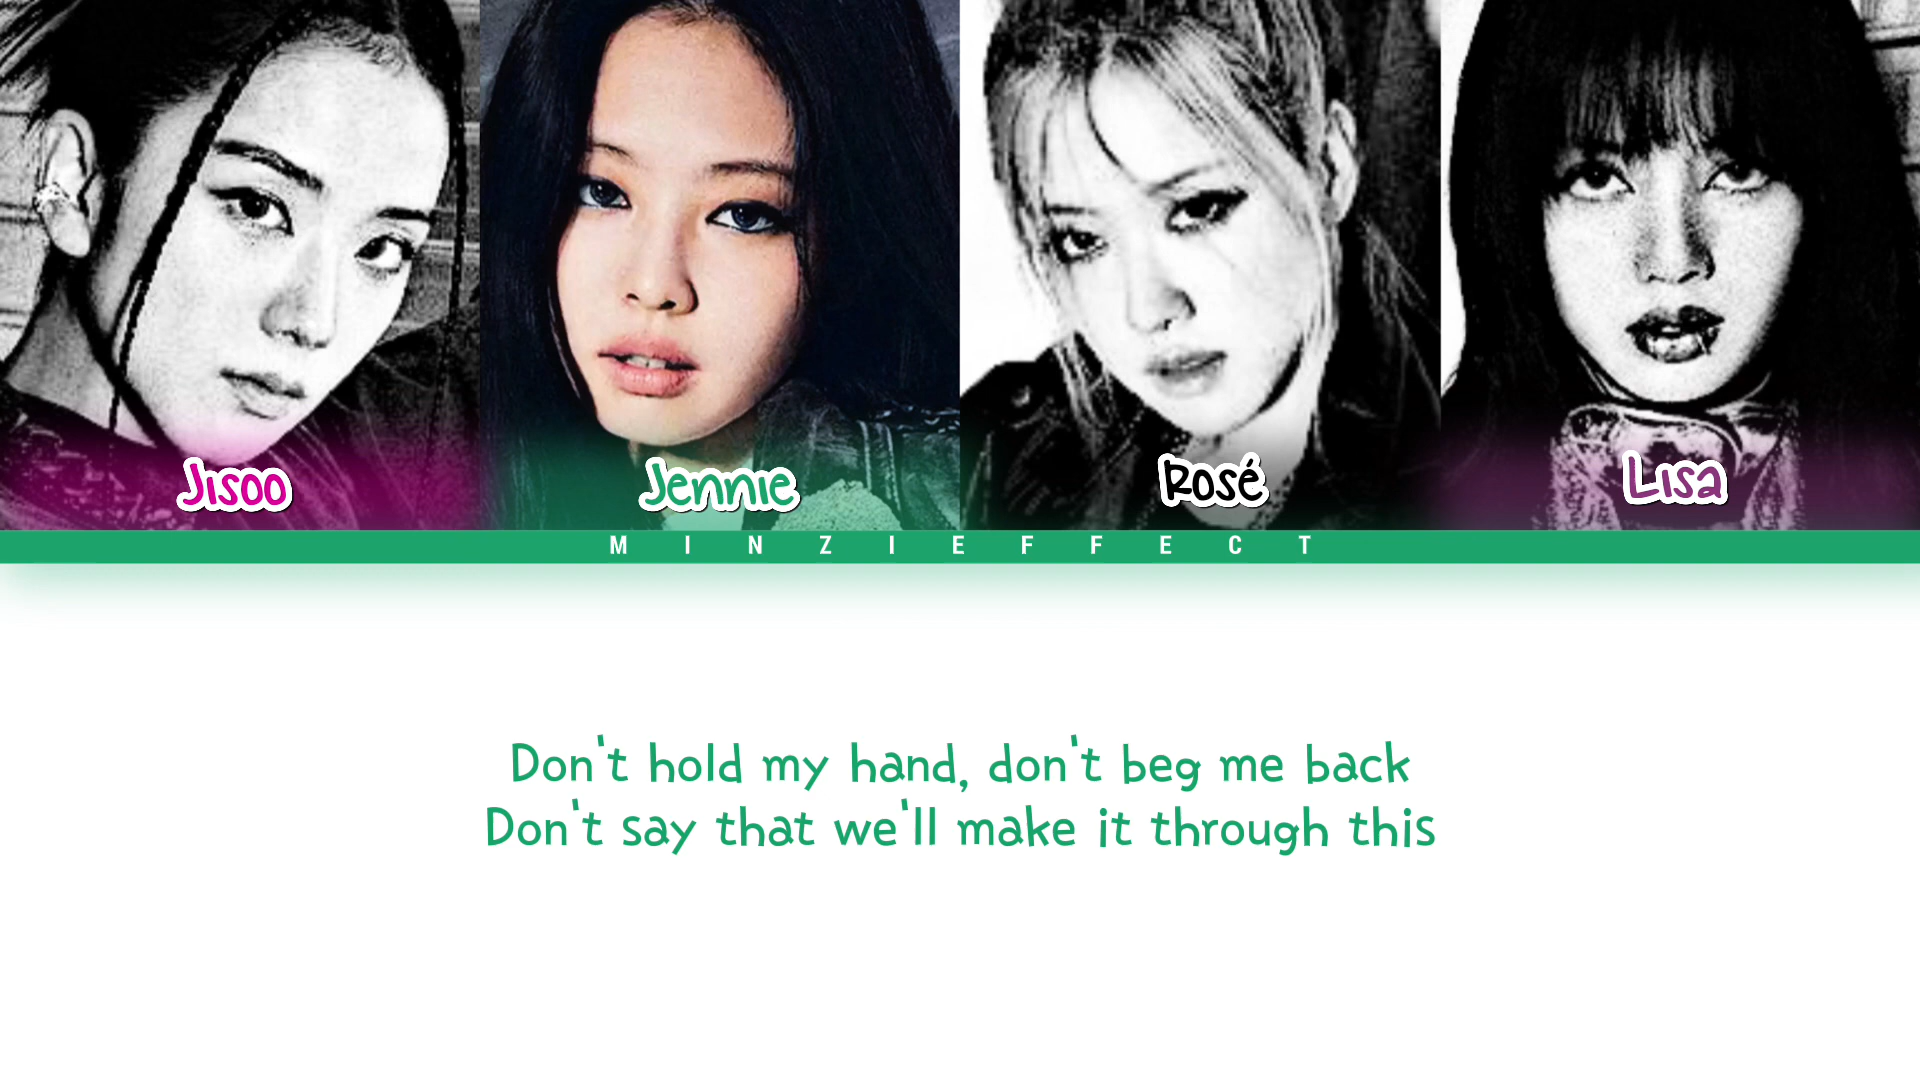 Jisoo
Jennie
Rosé
Lisa
MINZIEFFECT
Don't hold my hand, don't beg me back
Don't say that we'll make it through this